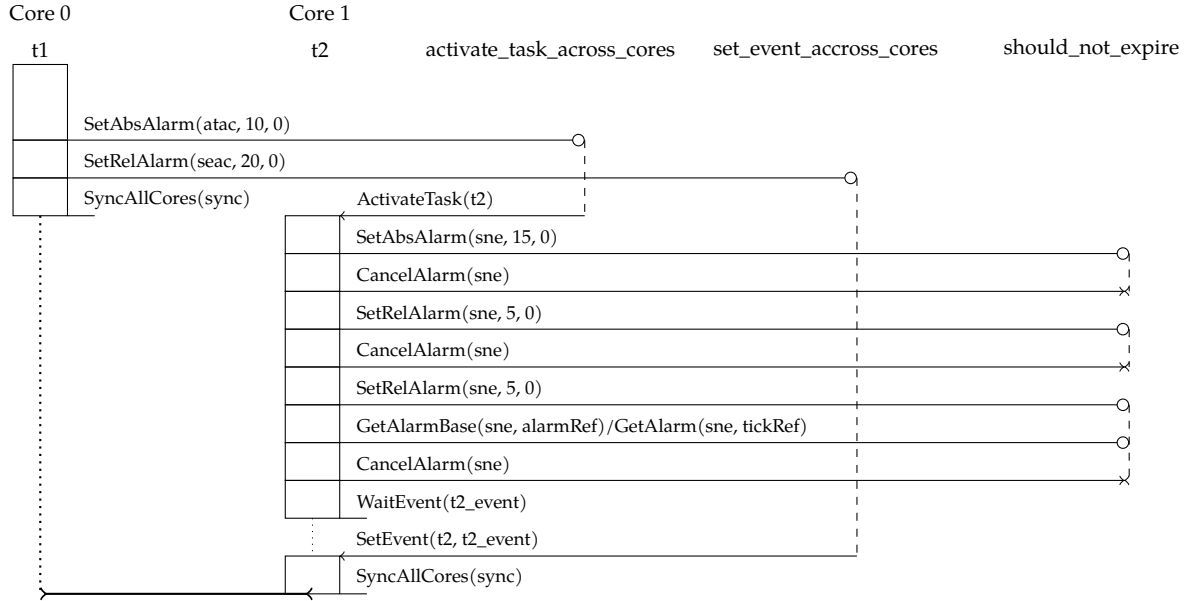 Core 0 Core 1
t1 t2 activate_task_across_cores set_event_accross_cores should_not_expire
SetAbsAlarm(atac, 10, 0)
SetRelAlarm(seac, 20, 0)
SyncAllCores(sync) ActivateTask(t2)
SetAbsAlarm(sne, 15, 0)
CancelAlarm(sne)
SetRelAlarm(sne, 5, 0)
CancelAlarm(sne)
SetRelAlarm(sne, 5, 0)
GetAlarmBase(sne, alarmRef)/GetAlarm(sne, tickRef)
CancelAlarm(sne)
WaitEvent(t2_event)
SetEvent(t2, t2_event)
SyncAllCores(sync)